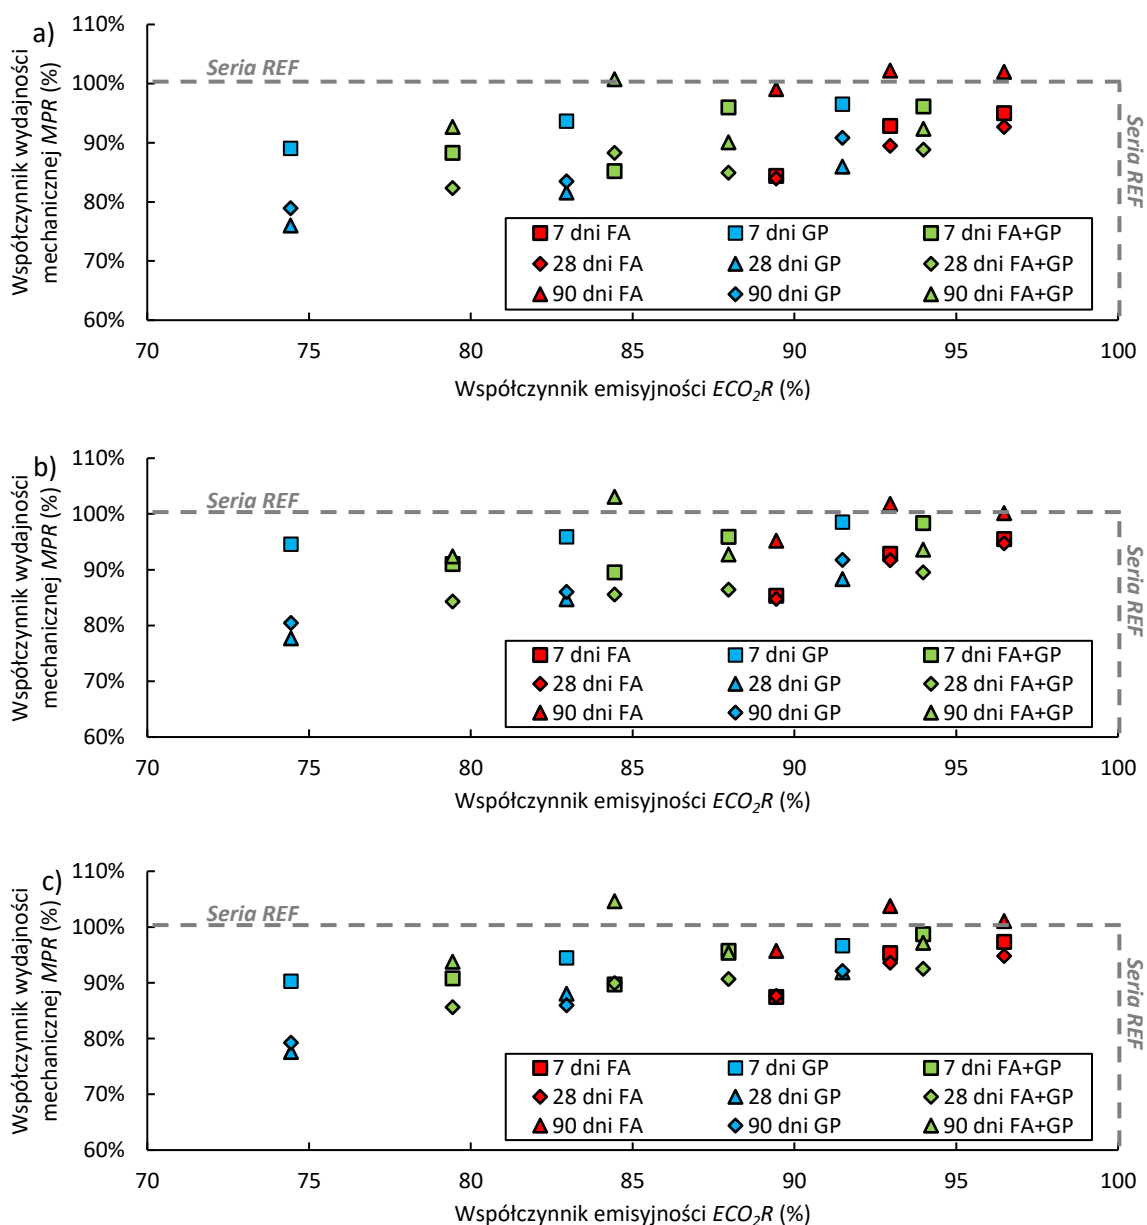 a)
Współczynnik wydajności
mechanicznej MPR (%)
110%
100%
90%
80%
70%
60%
Seria REF
Seria REF
7 dni FA 7 dni GP 7 dni FA+GP
28 dni FA 28 dni GP 28 dni FA+GP
90 dni FA 90 dni GP 90 dni FA+GP
70 75 80 85 90 95 100
Współczynnik emisyjności ECO₂R (%)
b)
Współczynnik wydajności
mechanicznej MPR (%)
110%
100%
90%
80%
70%
60%
Seria REF
Seria REF
7 dni FA 7 dni GP 7 dni FA+GP
28 dni FA 28 dni GP 28 dni FA+GP
90 dni FA 90 dni GP 90 dni FA+GP
70 75 80 85 90 95 100
Współczynnik emisyjności ECO₂R (%)
c)
Współczynnik wydajności
mechanicznej MPR (%)
110%
100%
90%
80%
70%
60%
Seria REF
Seria REF
7 dni FA 7 dni GP 7 dni FA+GP
28 dni FA 28 dni GP 28 dni FA+GP
90 dni FA 90 dni GP 90 dni FA+GP
70 75 80 85 90 95 100
Współczynnik emisyjności ECO₂R (%)